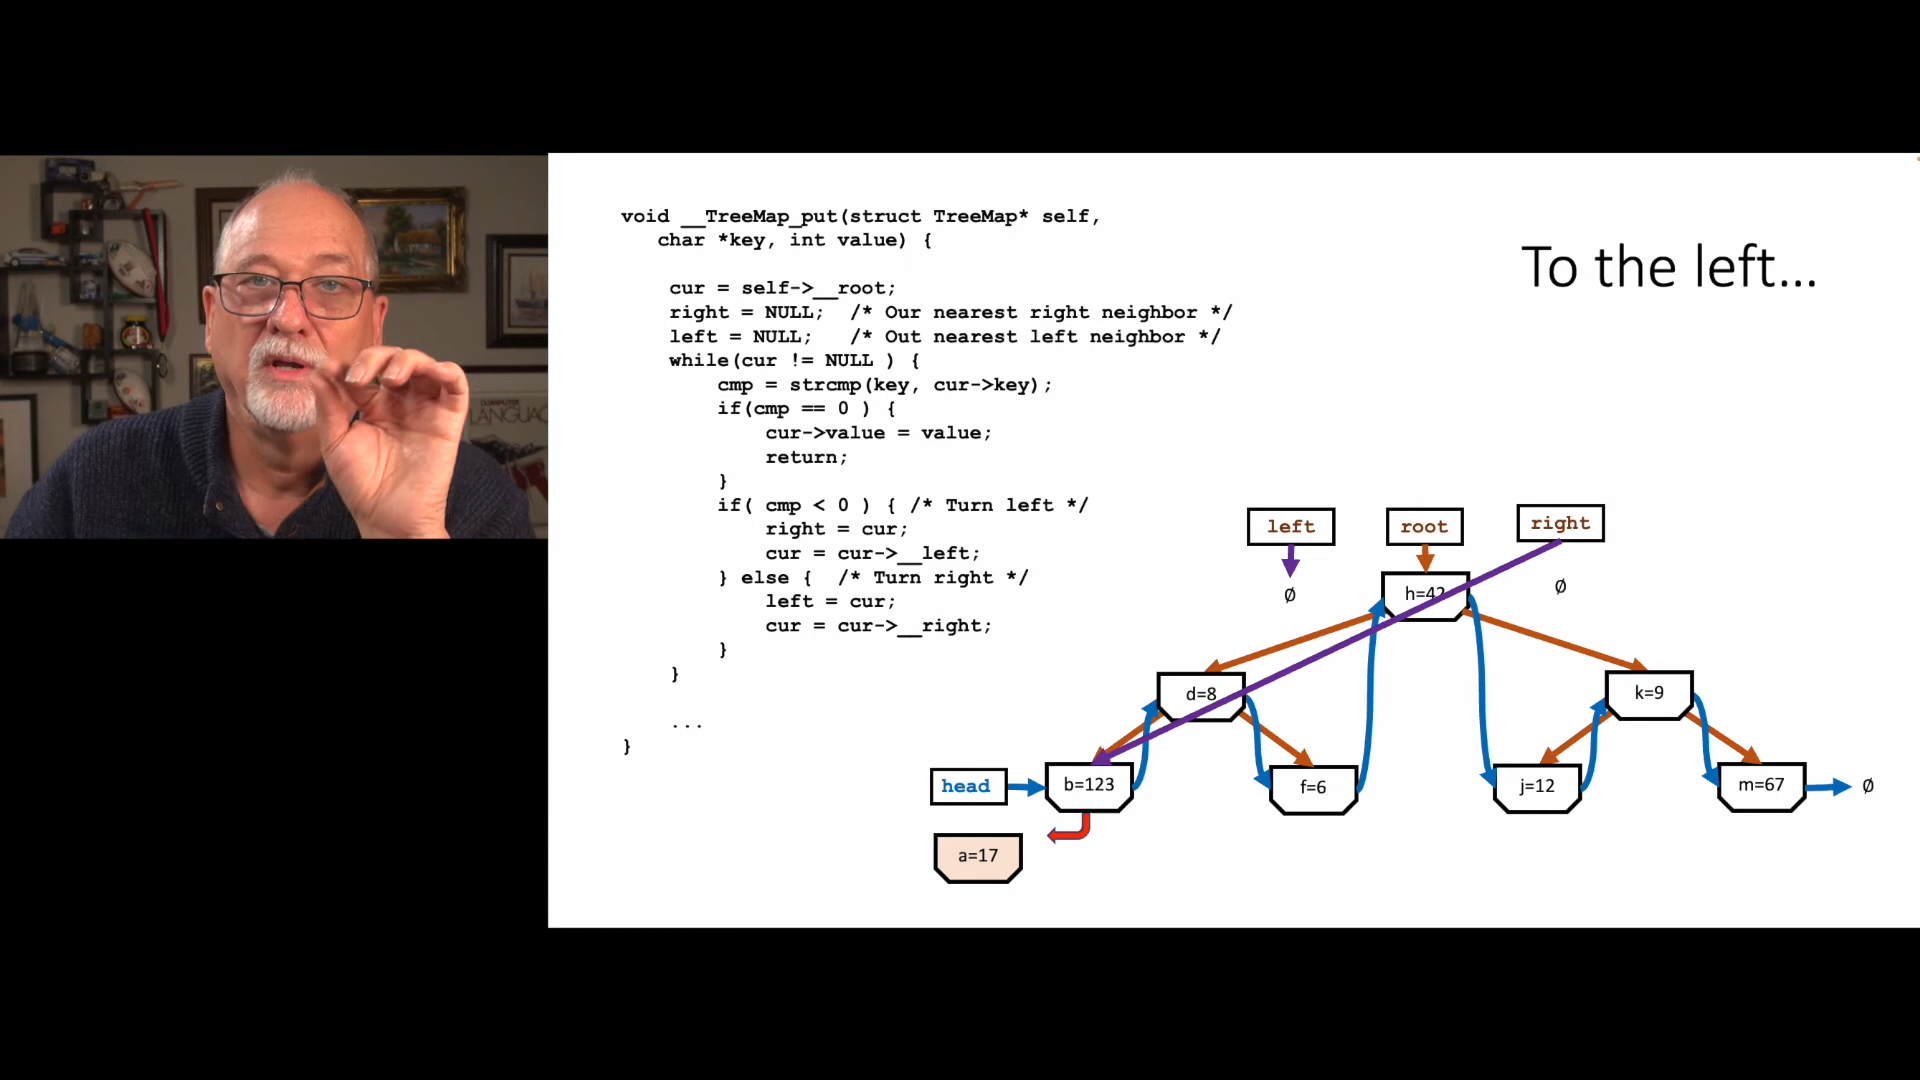 void __TreeMap_put(struct TreeMap* self,
char *key, int value) {
cur = self->__root;
right = NULL; /* Our nearest right neighbor */
left = NULL; /* Out nearest left neighbor */
while(cur != NULL ) {
cmp = strcmp(key, cur->key);
if(cmp == 0 ) {
cur->value = value;
return;
}
if( cmp < 0 ) { /* Turn left */
right = cur;
cur = cur->__left;
} else { /* Turn right */
left = cur;
cur = cur->__right;
}
}
...
}
To the left...
left
root
right
∅
h=42
∅
d=8
k=9
head
b=123
f=6
j=12
m=67
∅
a=17
COMPUTER
LANGUAG